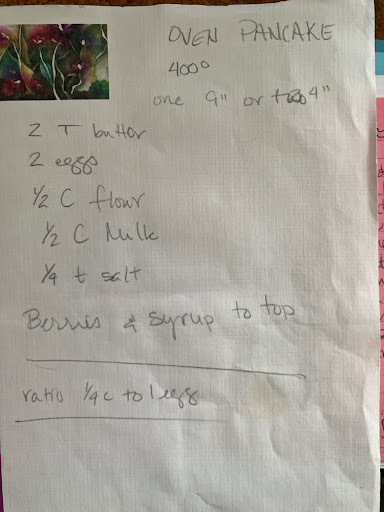 OVEN PANCAKE
400°
one 9" or two 4"
2 T butter
2 eggs
1/2 C flour
1/2 C Milk
1/4 t salt
Berries & syrup to top
ratio 1/4 c to 1 egg